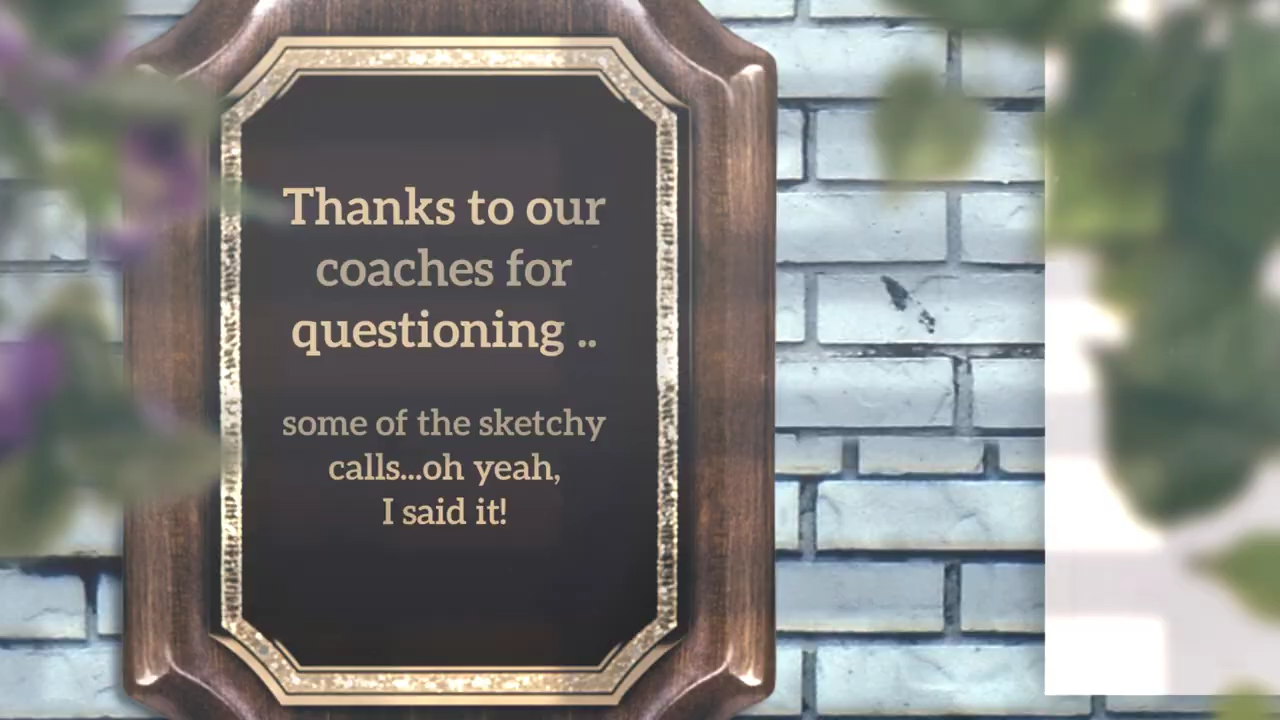 Thanks to our
coaches for
questioning ..
some of the sketchy
calls...oh yeah,
I said it!